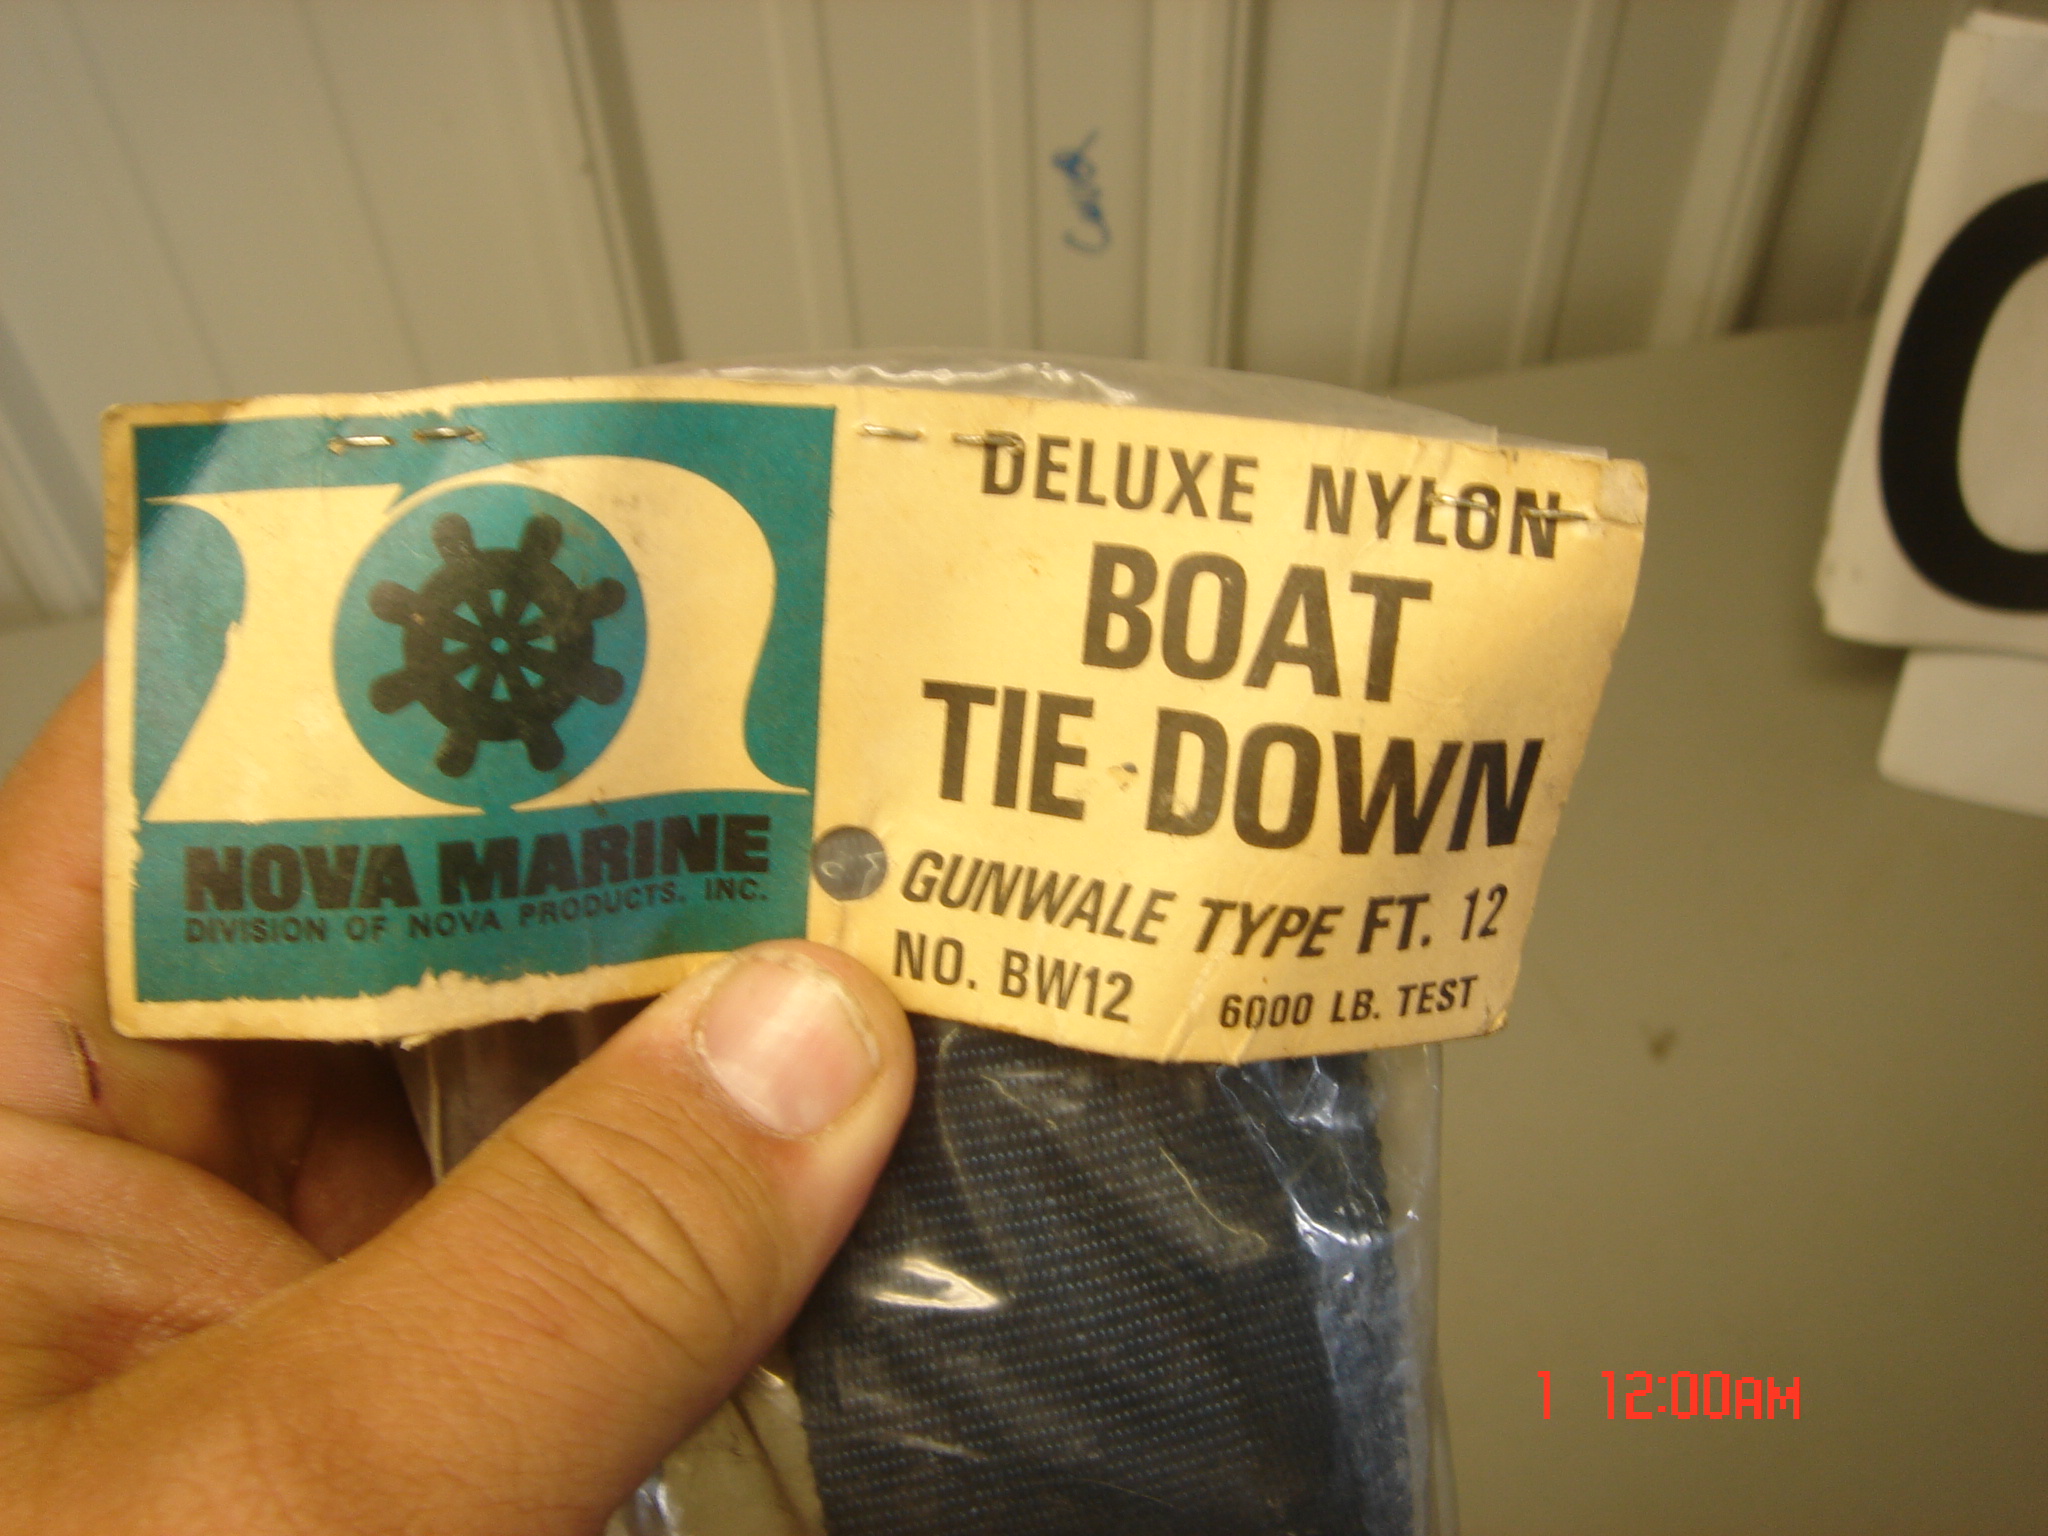 NOVA MARINE
DIVISION OF NOVA PRODUCTS, INC.
DELUXE NYLON
BOAT
TIE DOWN
GUNWALE TYPE FT. 12
NO. BW12 6000 LB. TEST
1 12:00AM